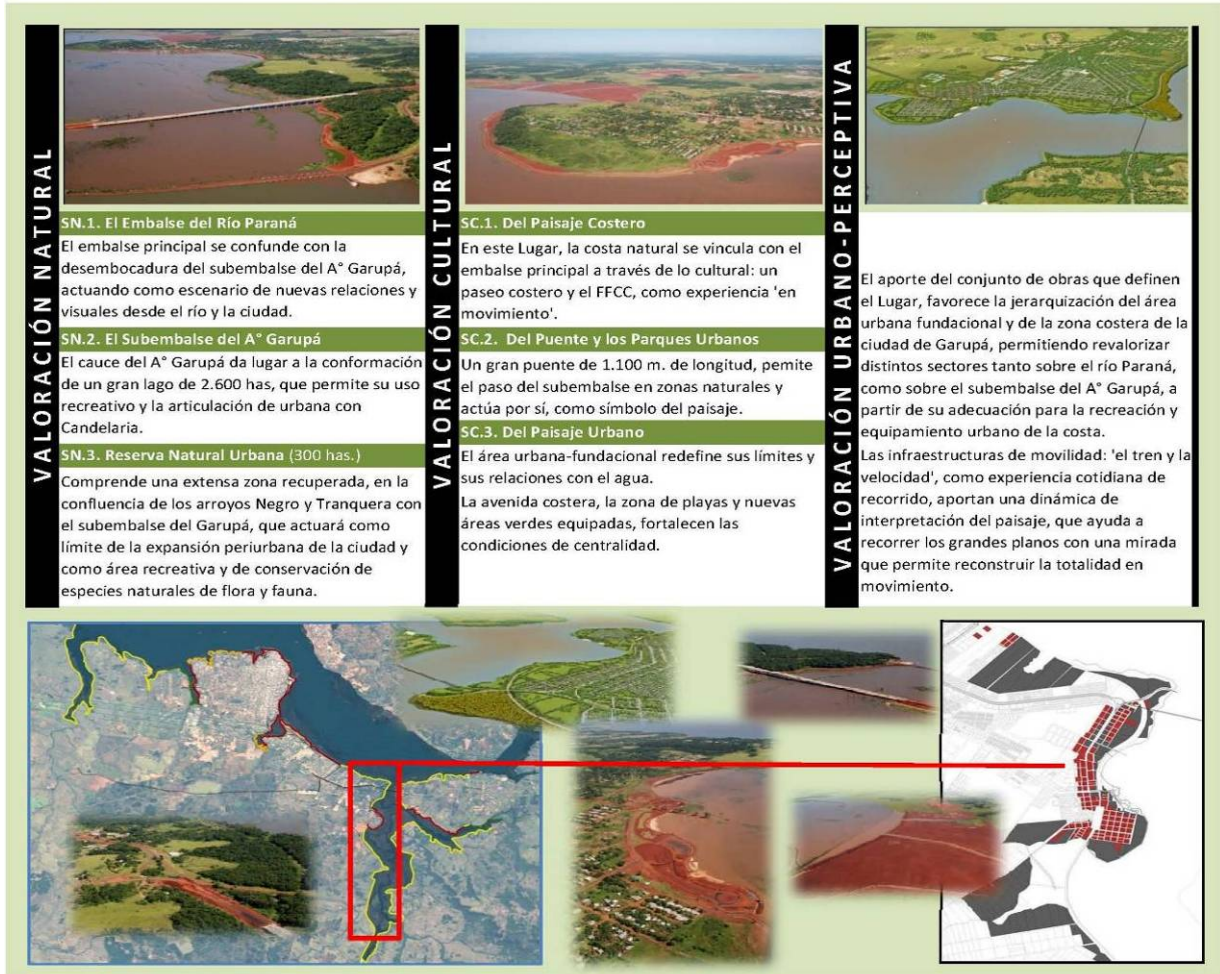 VALORACIÓN NATURAL
SN.1. El Embalse del Río Paraná
El embalse principal se confunde con la
desembocadura del subembalse del A° Garupá,
actuando como escenario de nuevas relaciones y
visuales desde el río y la ciudad.
SN.2. El Subembalse del A° Garupá
El cauce del A° Garupá da lugar a la conformación
de un gran lago de 2.600 has, que permite su uso
recreativo y la articulación de urbana con
Candelaria.
SN.3. Reserva Natural Urbana (300 has.)
Comprende una extensa zona recuperada, en la
confluencia de los arroyos Negro y Tranquera con
el subembalse del Garupá, que actuará como
límite de la expansión periurbana de la ciudad y
como área recreativa y de conservación de
especies naturales de flora y fauna.
VALORACIÓN CULTURAL
SC.1. Del Paisaje Costero
En este Lugar, la costa natural se vincula con el
embalse principal a través de lo cultural: un
paseo costero y el FFCC, como experiencia 'en
movimiento'.
SC.2. Del Puente y los Parques Urbanos
Un gran puente de 1.100 m. de longitud, pemite
el paso del subembalse en zonas naturales y
actúa por sí, como símbolo del paisaje.
SC.3. Del Paisaje Urbano
El área urbana-fundacional redefine sus límites y
sus relaciones con el agua.
La avenida costera, la zona de playas y nuevas
áreas verdes equipadas, fortalecen las
condiciones de centralidad.
VALORACIÓN URBANO-PERCEPTIVA
El aporte del conjunto de obras que definen
el Lugar, favorece la jerarquización del área
urbana fundacional y de la zona costera de la
ciudad de Garupá, permitiendo revalorizar
distintos sectores tanto sobre el río Paraná,
como sobre el subembalse del A° Garupá, a
partir de su adecuación para la recreación y
equipamiento urbano de la costa.
Las infraestructuras de movilidad: 'el tren y la
velocidad', como experiencia cotidiana de
recorrido, aportan una dinámica de
interpretación del paisaje, que ayuda a
recorrer los grandes planos con una mirada
que permite reconstruir la totalidad en
movimiento.